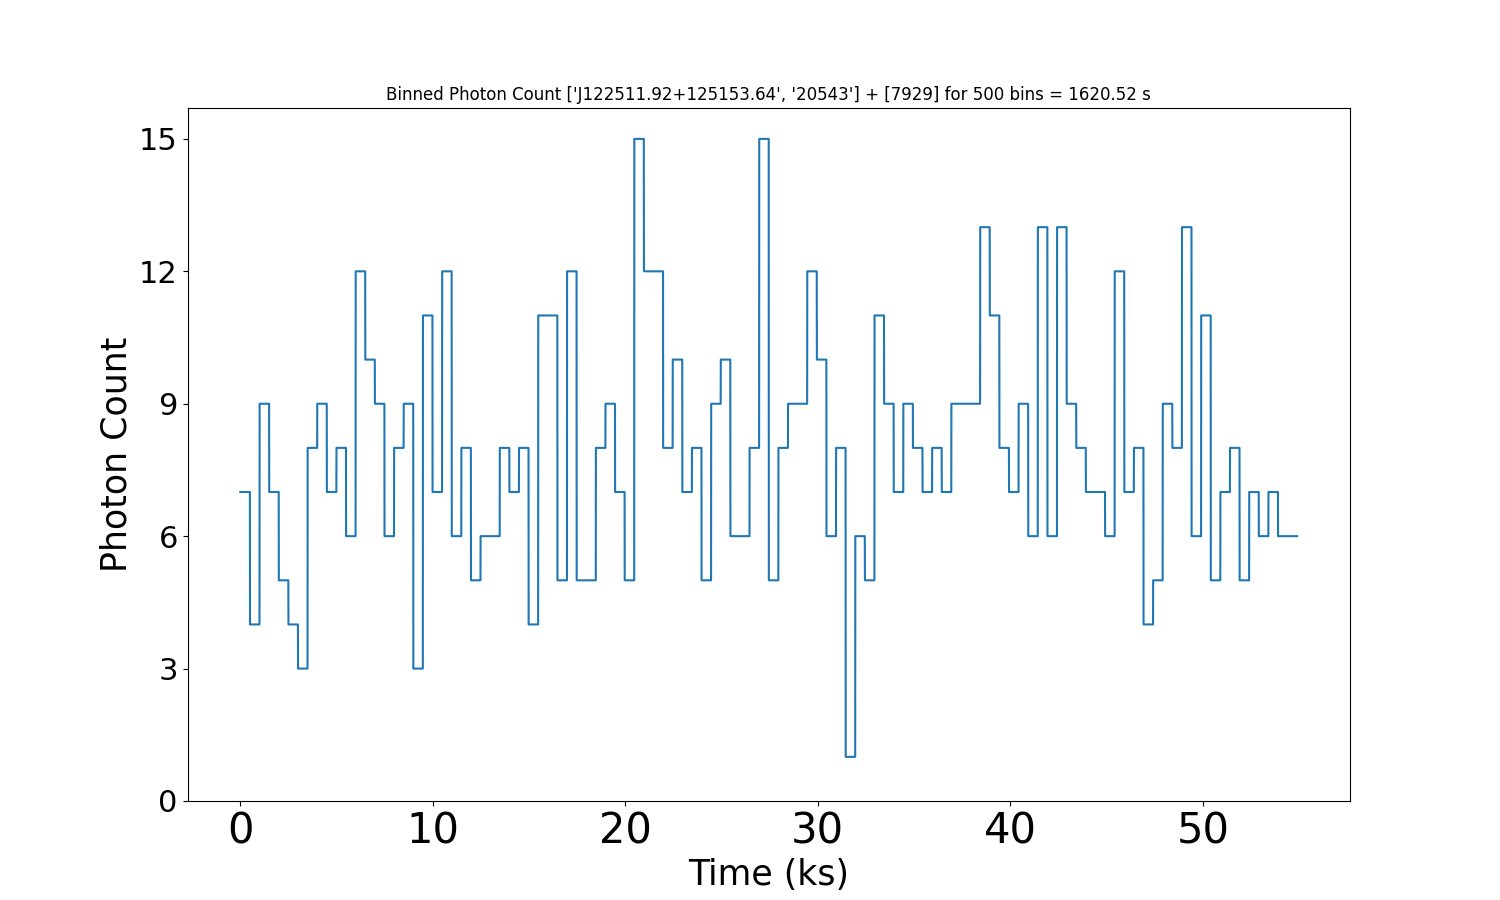 Binned Photon Count ['J122511.92+125153.64', '20543'] + [7929] for 500 bins = 1620.52 s
15
12
9
6
3
0
Photon Count
0 10 20 30 40 50
Time (ks)